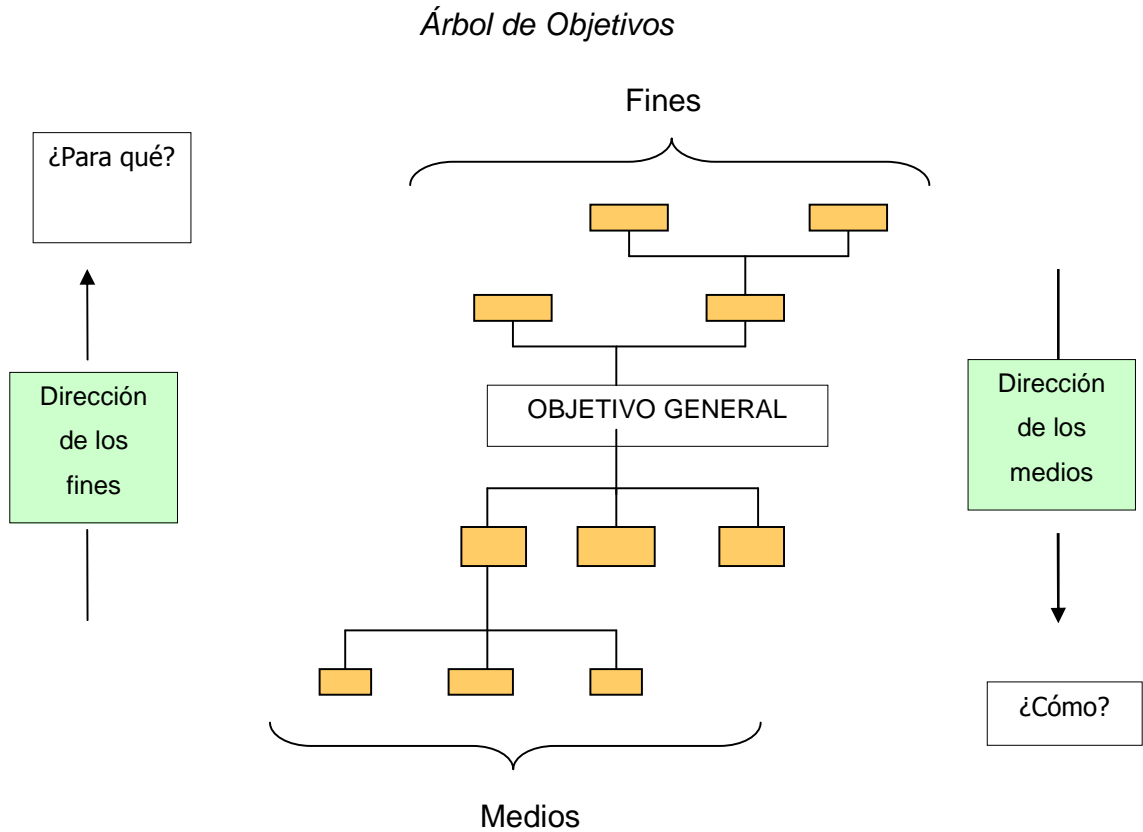 Árbol de Objetivos
Fines
¿Para qué?
Dirección
de los
fines
OBJETIVO GENERAL
Dirección
de los
medios
¿Cómo?
Medios